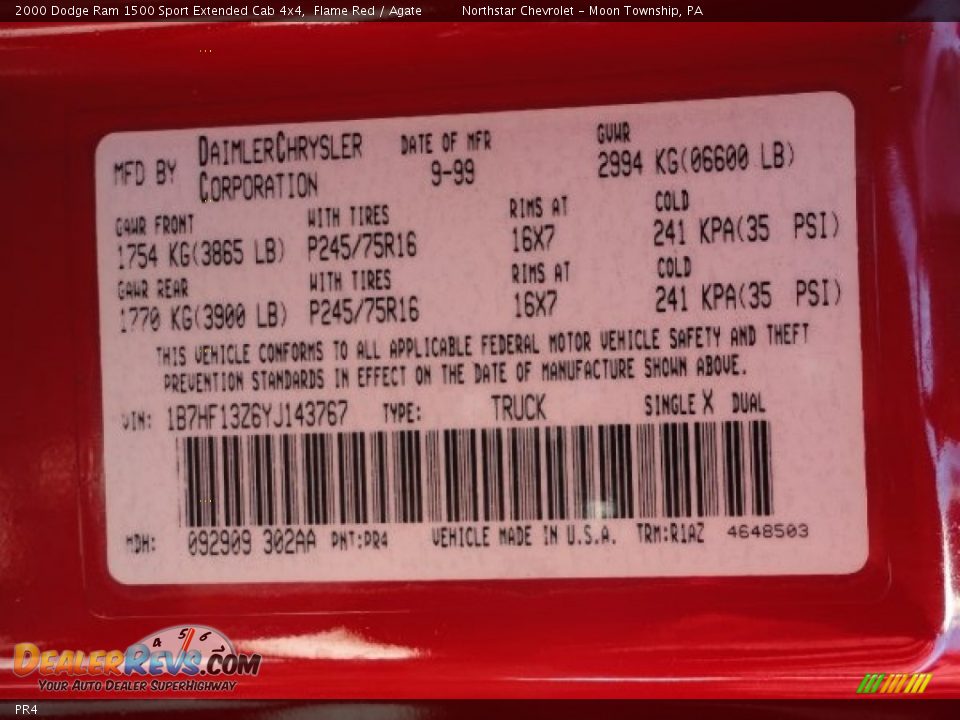 2000 Dodge Ram 1500 Sport Extended Cab 4x4, Flame Red / Agate Northstar Chevrolet - Moon Township, PA
MFD BY DAIMLERCHRYSLER CORPORATION DATE OF MFR 9-99 GVWR 2994 KG(06600 LB)
GAWR FRONT WITH TIRES RIMS AT COLD
1754 KG(3865 LB) P245/75R16 16X7 241 KPA(35 PSI)
GAWR REAR WITH TIRES RIMS AT COLD
1770 KG(3900 LB) P245/75R16 16X7 241 KPA(35 PSI)
THIS VEHICLE CONFORMS TO ALL APPLICABLE FEDERAL MOTOR VEHICLE SAFETY AND THEFT
PREVENTION STANDARDS IN EFFECT ON THE DATE OF MANUFACTURE SHOWN ABOVE.
VIN: 1B7HF13Z6YJ143767 TYPE: TRUCK SINGLE X DUAL
MDH: 092909 302AA PNT:PR4 VEHICLE MADE IN U.S.A. TRM:R1AZ 4648503
4 5 6
DEALERREVS.COM
YOUR AUTO DEALER SUPERHIGHWAY
PR4